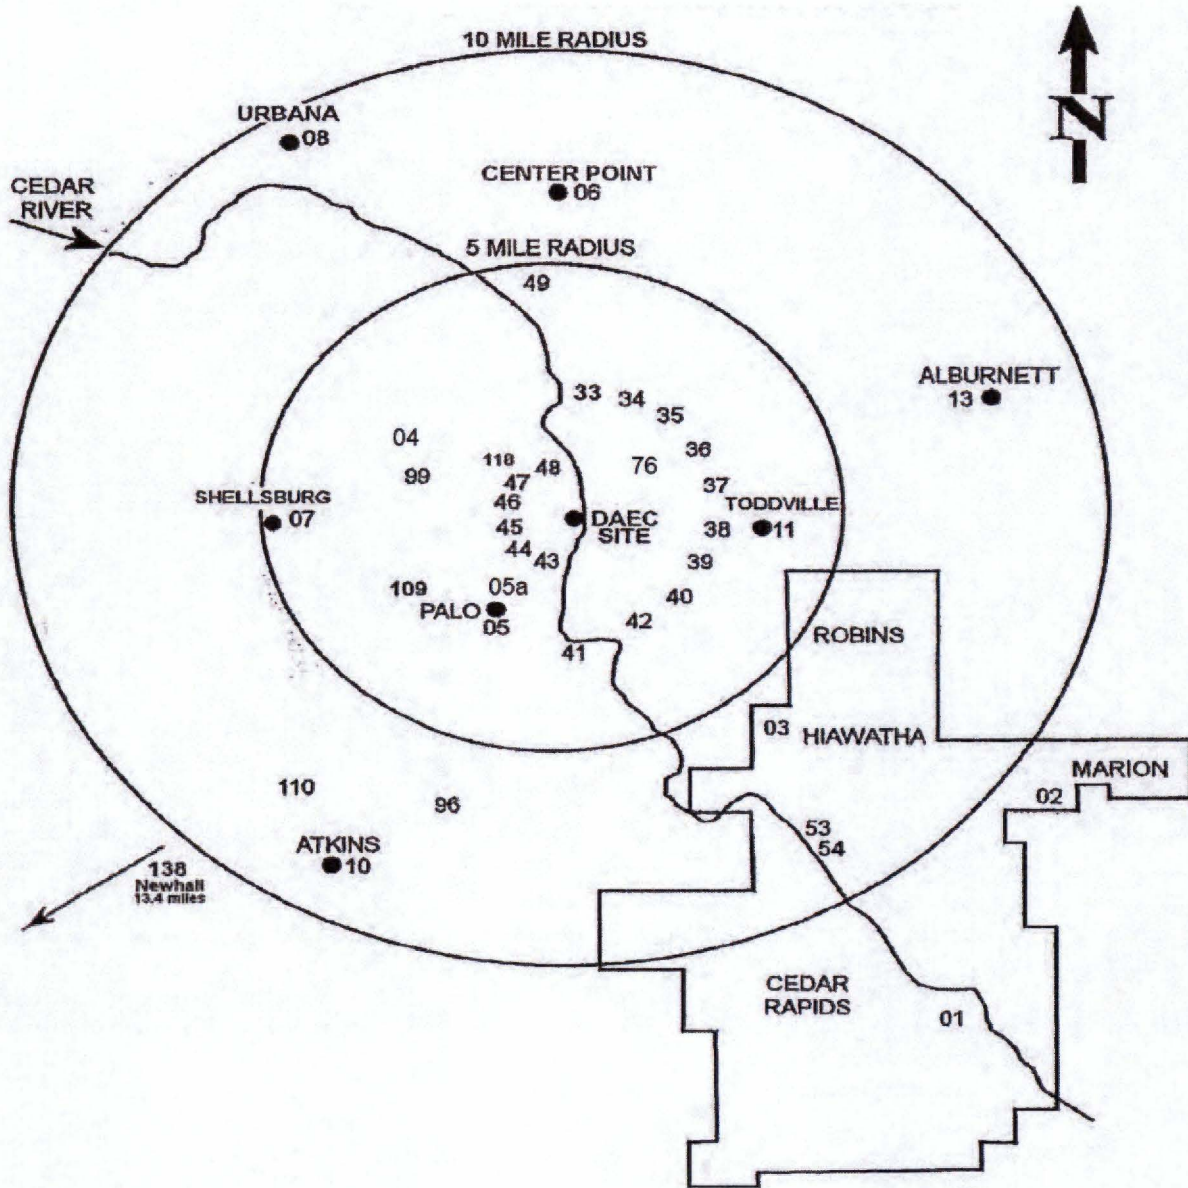 10 MILE RADIUS
N
URBANA
08
CENTER POINT
06
CEDAR
RIVER
5 MILE RADIUS
49
ALBURNETT
13
33
34
35
36
37
04
99
118
48
47
46
76
SHELLSBURG
07
TODDVILLE
11
DAEC
SITE
45
44
43
38
39
40
42
109
05a
PALO
05
41
ROBINS
03
HIAWATHA
MARION
02
110
96
53
54
ATKINS
10
138
Newhall
13.4 miles
CEDAR
RAPIDS
01